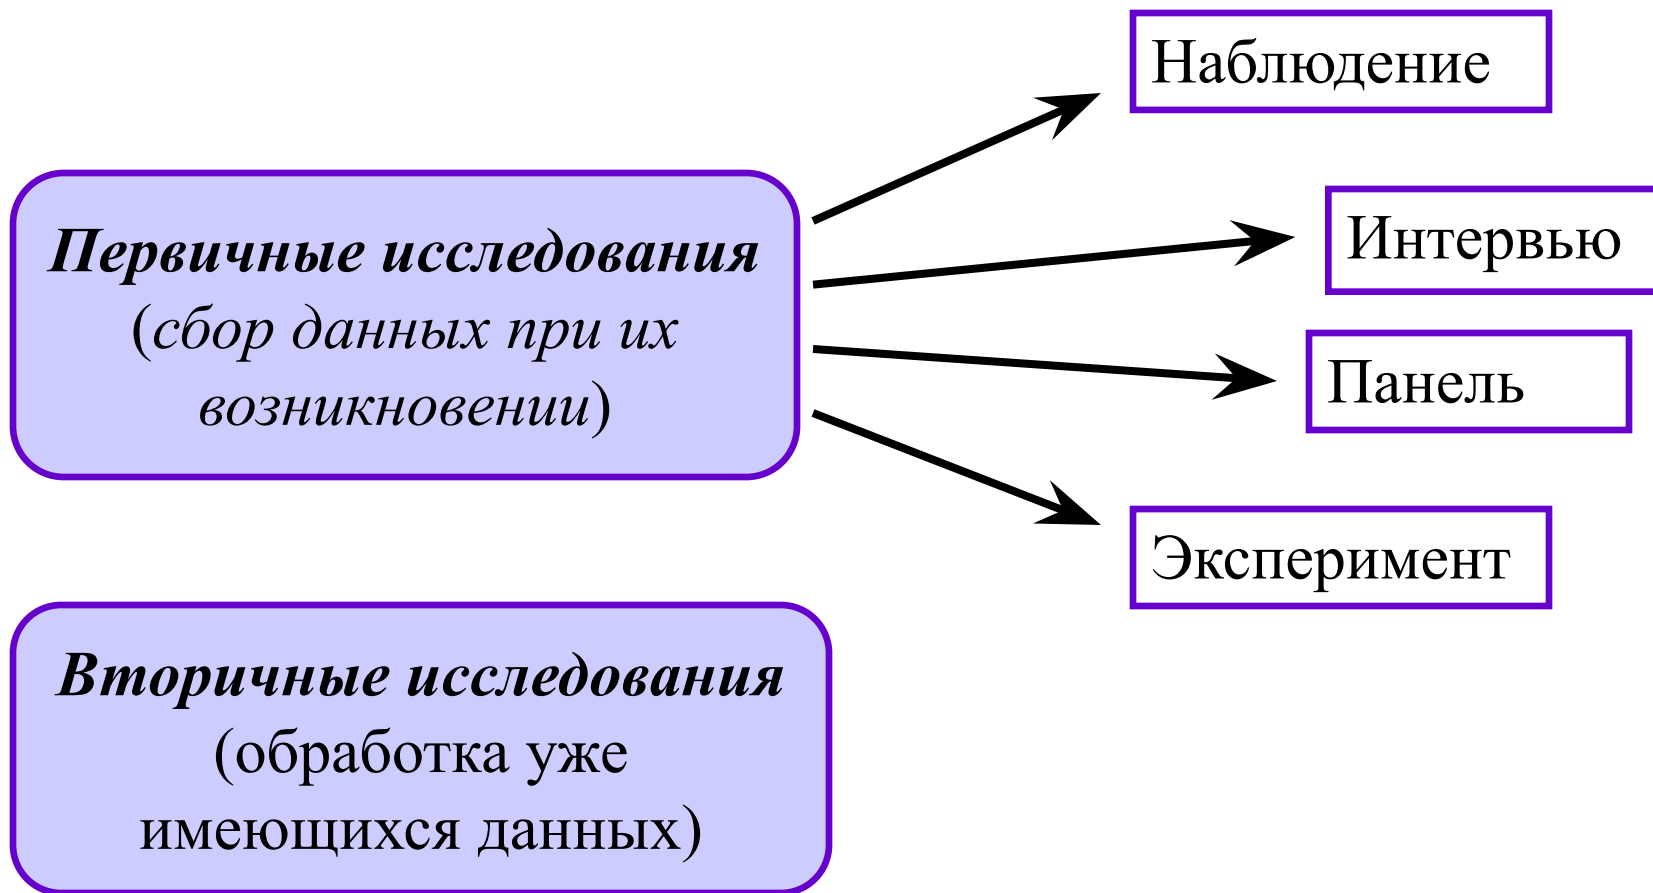 Наблюдение
Первичные исследования
(сбор данных при их
возникновении)
Интервью
Панель
Эксперимент
Вторичные исследования
(обработка уже
имеющихся данных)